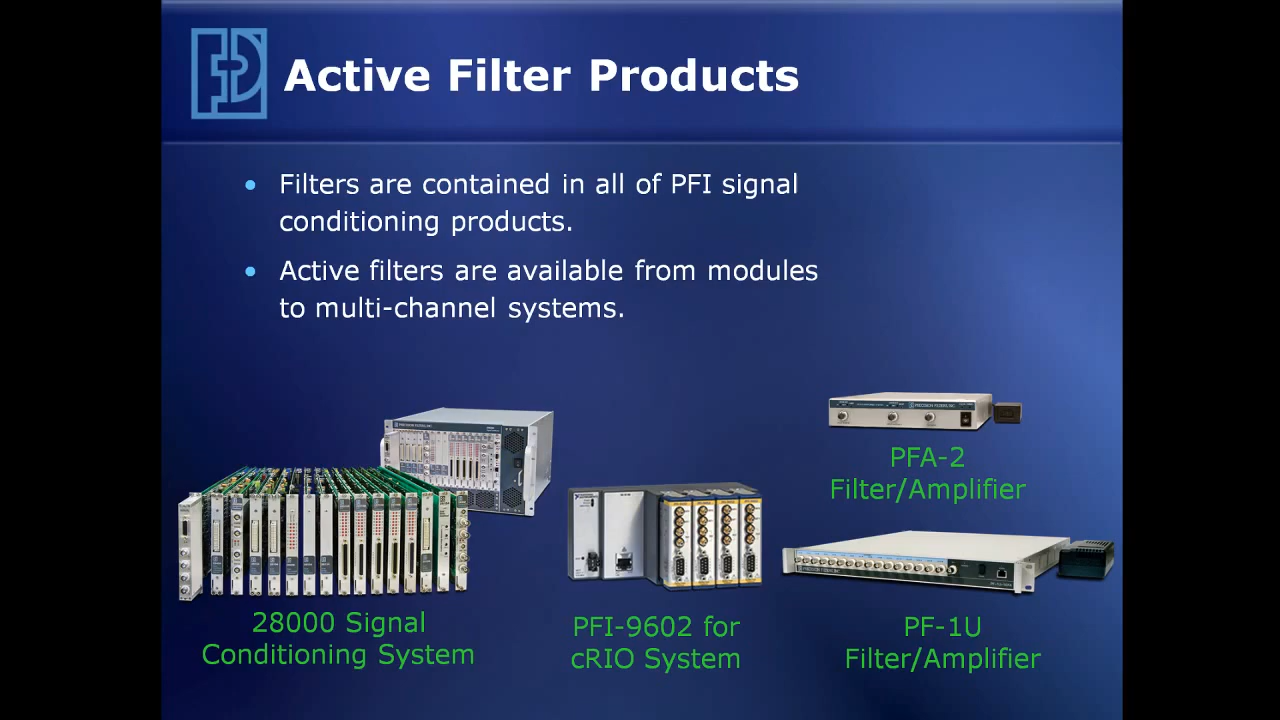 Active Filter Products
• Filters are contained in all of PFI signal
conditioning products.
• Active filters are available from modules
to multi-channel systems.
PFA-2
Filter/Amplifier
28000 Signal
Conditioning System
PFI-9602 for
cRIO System
PF-1U
Filter/Amplifier